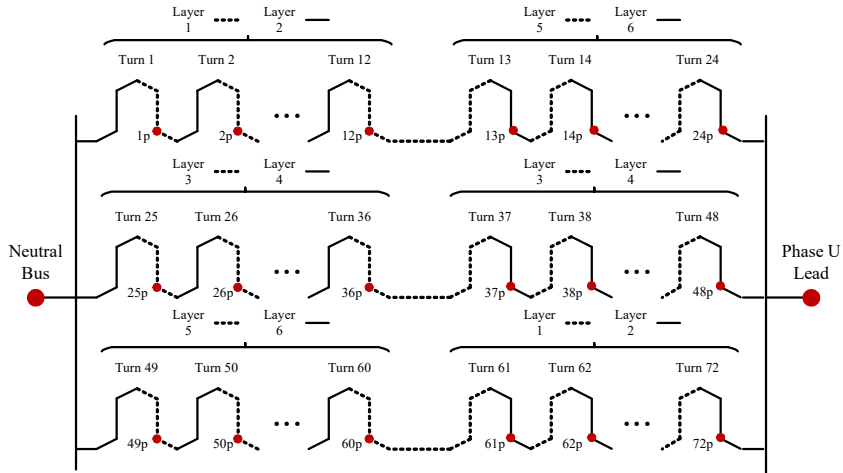 Layer Layer Layer Layer
1 2 5 6
Turn 1 Turn 2 Turn 12 Turn 13 Turn 14 Turn 24
... ...
1p 2p 12p 13p 14p 24p
Layer Layer Layer Layer
3 4 3 4
Turn 25 Turn 26 Turn 36 Turn 37 Turn 38 Turn 48
Neutral Phase U
Bus Lead
... ...
25p 26p 36p 37p 38p 48p
Layer Layer Layer Layer
5 6 1 2
Turn 49 Turn 50 Turn 60 Turn 61 Turn 62 Turn 72
... ...
49p 50p 60p 61p 62p 72p